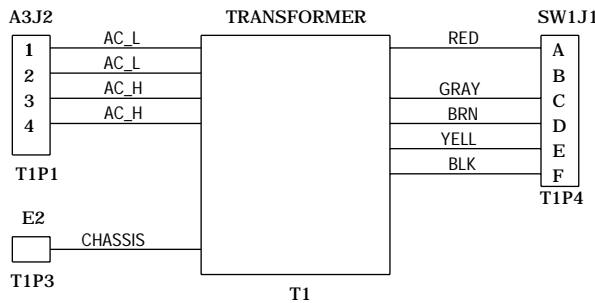 A3J2 TRANSFORMER SW1J1
1 AC_L RED A
2 AC_L B
3 AC_H GRAY C
4 AC_H BRN D
YELL E
BLK F
T1P1 T1P4
E2
CHASSIS
T1P3 T1